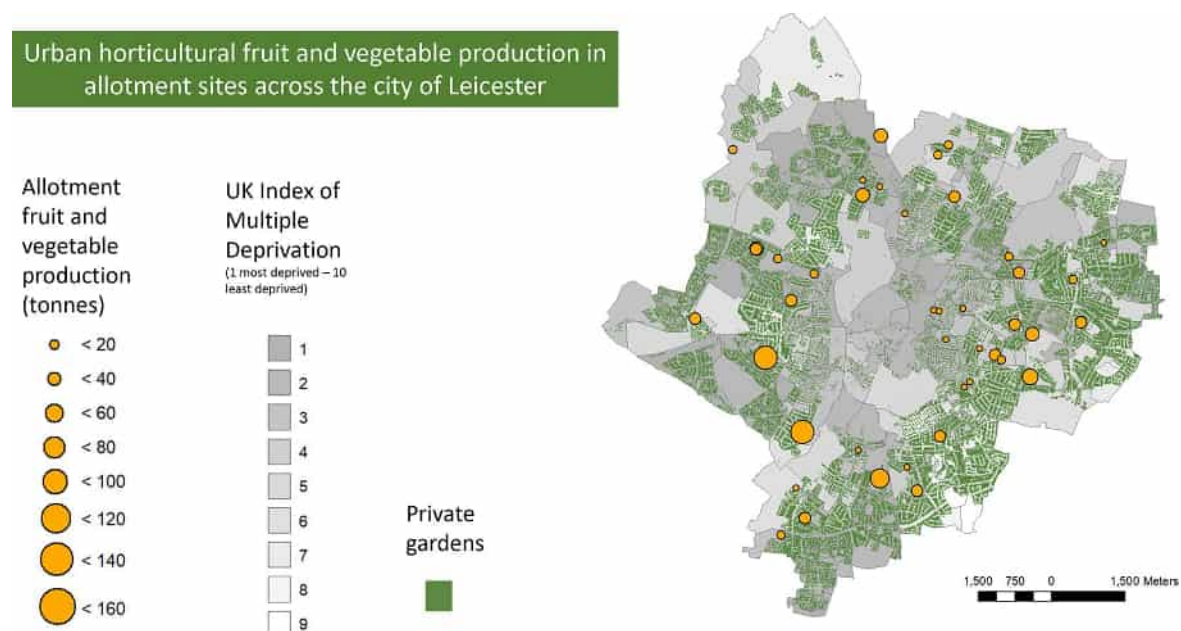 Urban horticultural fruit and vegetable production in
allotment sites across the city of Leicester
Allotment
fruit and
vegetable
production
(tonnes)
< 20
< 40
< 60
< 80
< 100
< 120
< 140
< 160
UK Index of
Multiple
Deprivation
(1 most deprived – 10
least deprived)
1
2
3
4
5
6
7
8
9
Private
gardens
1,500 750 0 1,500 Meters